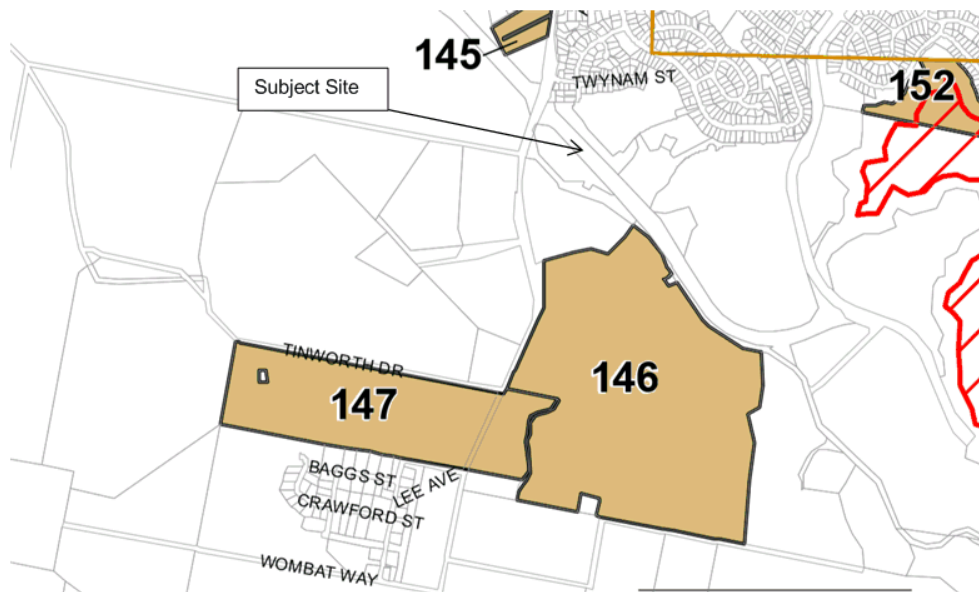 145
TWYNAM ST
152
Subject Site
TINWORTH DR
146
147
BAGGS ST
LEE AVE
CRAWFORD ST
WOMBAT WAY